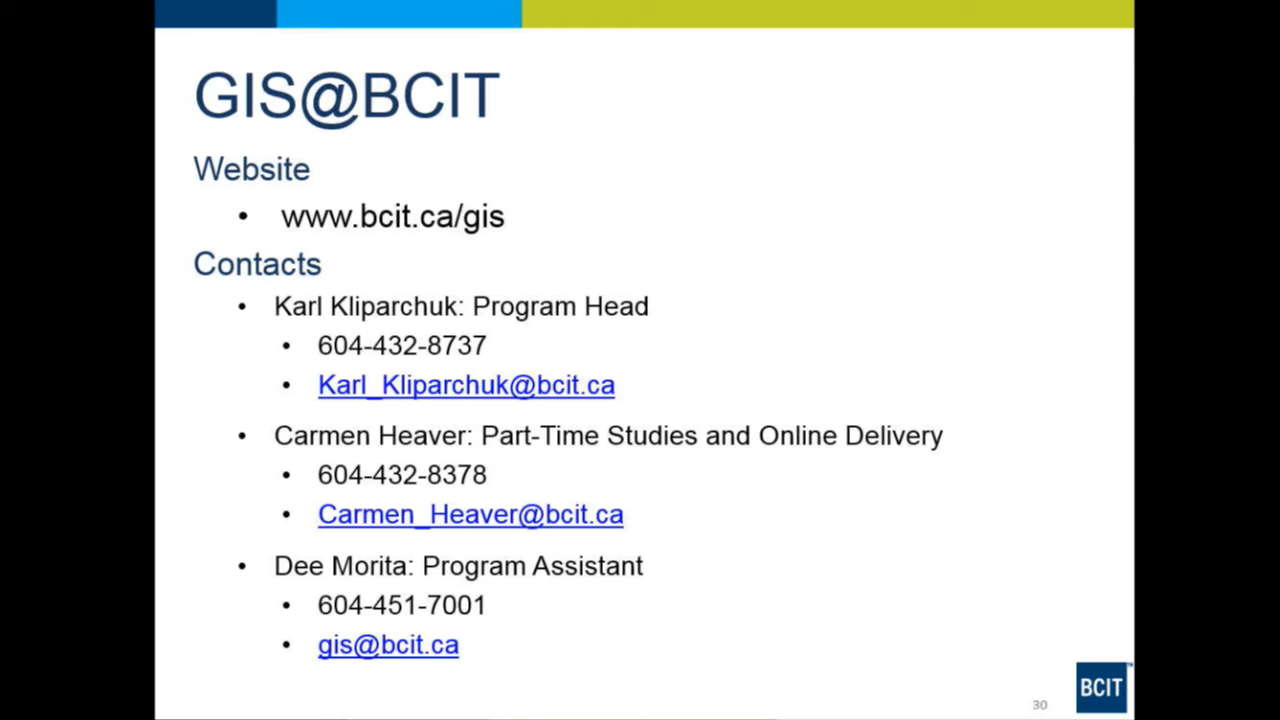 GIS@BCIT
Website
• www.bcit.ca/gis
Contacts
• Karl Kliparchuk: Program Head
• 604-432-8737
• Karl_Kliparchuk@bcit.ca
• Carmen Heaver: Part-Time Studies and Online Delivery
• 604-432-8378
• Carmen_Heaver@bcit.ca
• Dee Morita: Program Assistant
• 604-451-7001
• gis@bcit.ca
30
BCIT